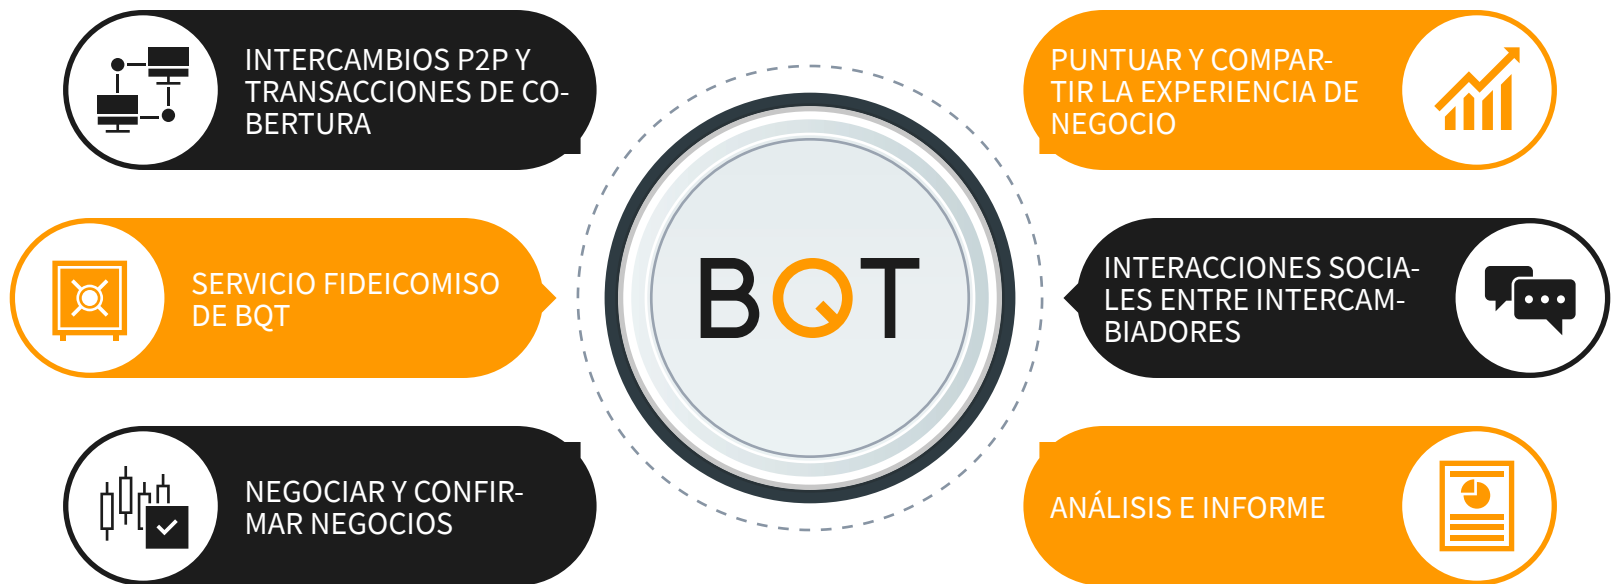 INTERCAMBIOS P2P Y
TRANSACCIONES DE CO-
BERTURA
SERVICIO FIDEICOMISO
DE BQT
NEGOCIAR Y CONFIR-
MAR NEGOCIOS
BQT
PUNTUAR Y COMPAR-
TIR LA EXPERIENCIA DE
NEGOCIO
INTERACCIONES SOCIA-
LES ENTRE INTERCAM-
BIADORES
ANÁLISIS E INFORME